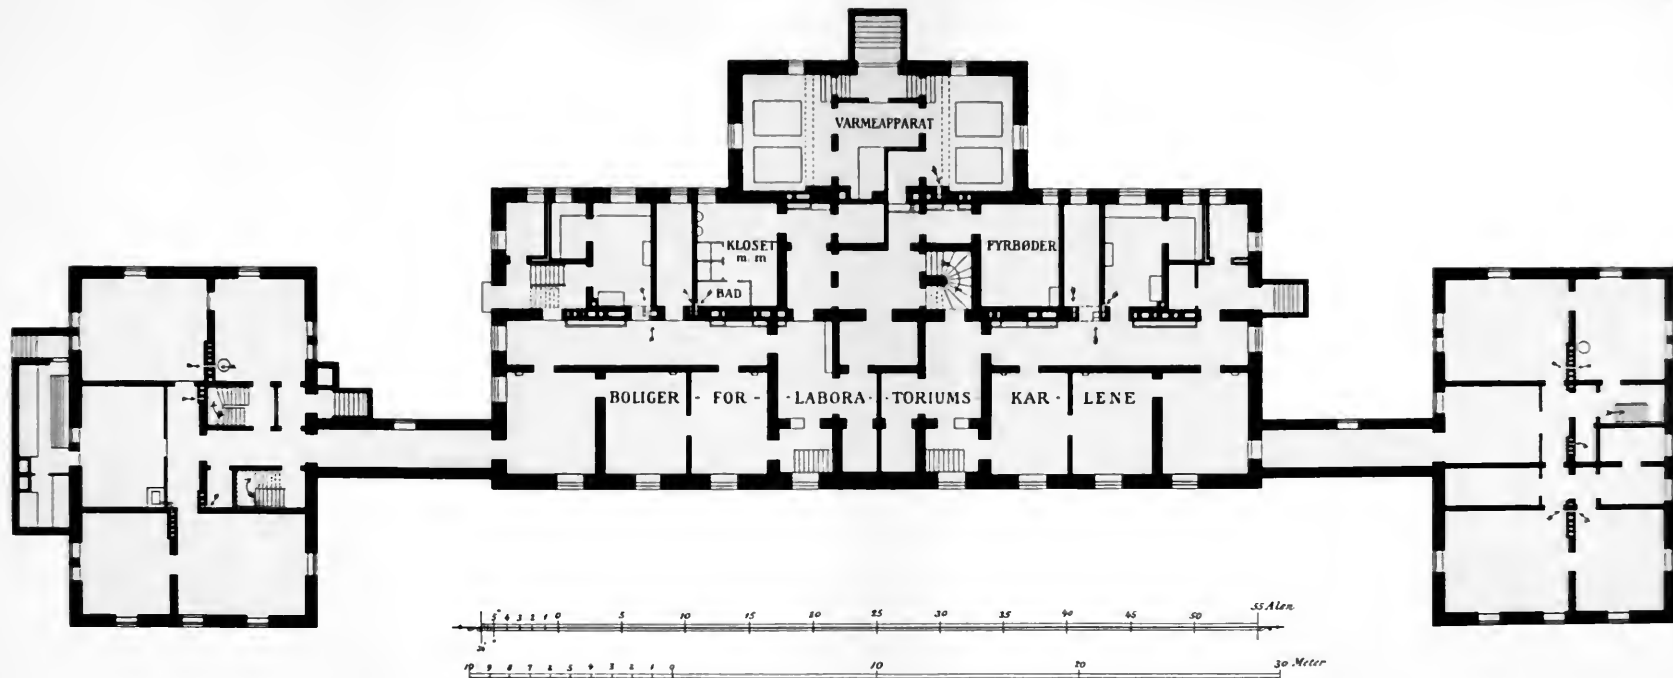 VARMEAPPARAT
KLOSET
m. m
BAD
FYRBØDER
BOLIGER - FOR - LABORA - TORIUMS - KAR - LENE
5 4 3 2 1 0 5 10 15 20 25 30 35 40 45 50 55 Alen
10 9 8 7 6 5 4 3 2 1 0 10 20 30 Meter